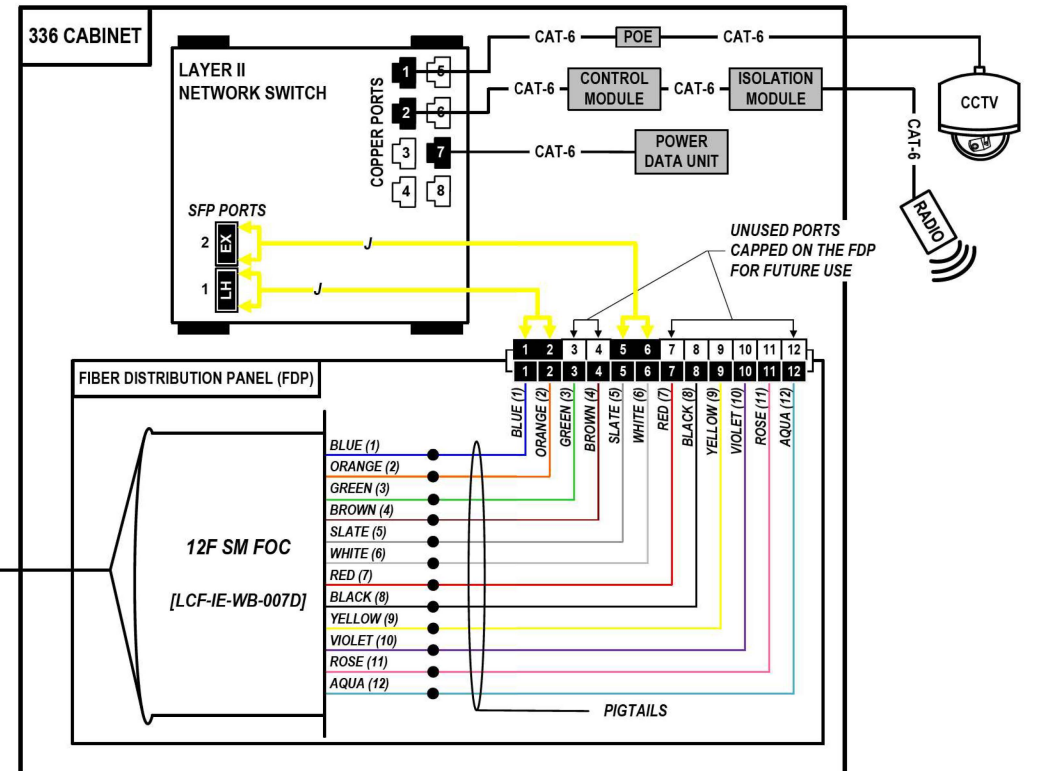 336 CABINET
LAYER II
NETWORK SWITCH
COPPER PORTS
1 5
2 6
3 7
4 8
CAT-6 POE CAT-6
CAT-6 CONTROL
MODULE CAT-6 ISOLATION
MODULE
CAT-6 POWER
DATA UNIT
CCTV
CAT-6
RADIO
SFP PORTS
2 EX
1 LH
J
J
UNUSED PORTS
CAPPED ON THE FDP
FOR FUTURE USE
1 2 3 4 5 6 7 8 9 10 11 12
1 2 3 4 5 6 7 8 9 10 11 12
FIBER DISTRIBUTION PANEL (FDP)
BLUE (1)
ORANGE (2)
GREEN (3)
BROWN (4)
SLATE (5)
WHITE (6)
RED (7)
BLACK (8)
YELLOW (9)
VIOLET (10)
ROSE (11)
AQUA (12)
12F SM FOC
[LCF-IE-WB-007D]
BLUE (1)
ORANGE (2)
GREEN (3)
BROWN (4)
SLATE (5)
WHITE (6)
RED (7)
BLACK (8)
YELLOW (9)
VIOLET (10)
ROSE (11)
AQUA (12)
PIGTAILS